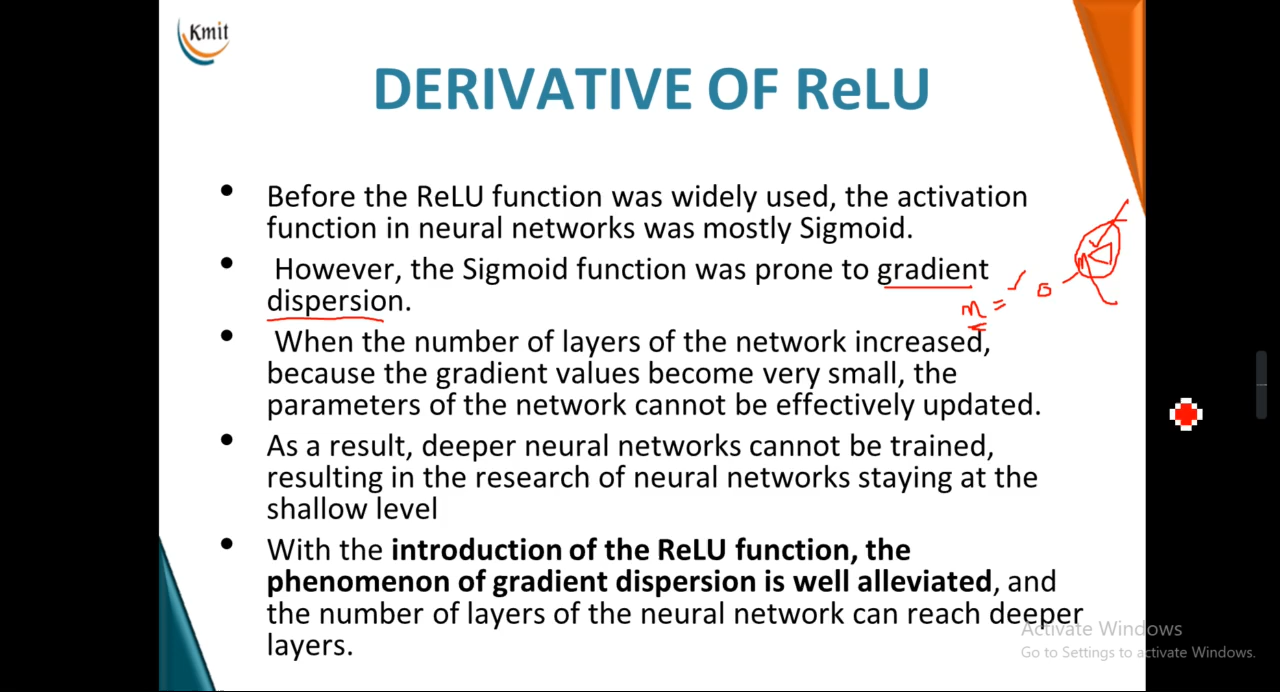 Kmit
DERIVATIVE OF ReLU
• Before the ReLU function was widely used, the activation
function in neural networks was mostly Sigmoid.
• However, the Sigmoid function was prone to gradient
dispersion.
m =
• When the number of layers of the network increased,
because the gradient values become very small, the
parameters of the network cannot be effectively updated.
• As a result, deeper neural networks cannot be trained,
resulting in the research of neural networks staying at the
shallow level
• With the introduction of the ReLU function, the
phenomenon of gradient dispersion is well alleviated, and
the number of layers of the neural network can reach deeper
layers.
Activate Windows
Go to Settings to activate Windows.